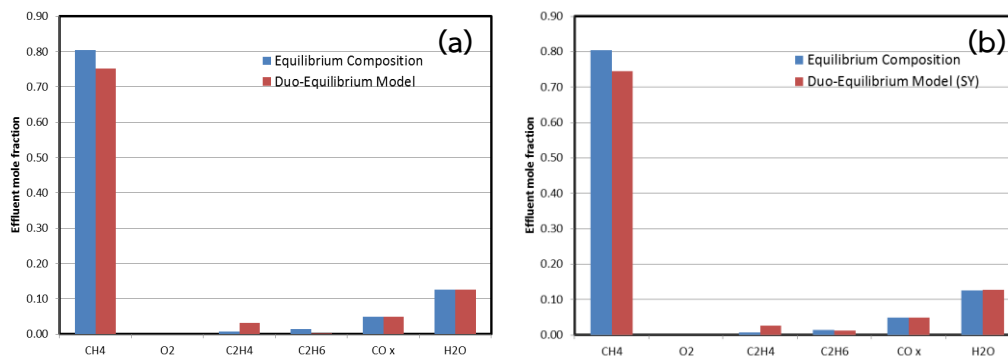 (a)
Equilibrium Composition
Duo-Equilibrium Model
Effluent mole fraction
0.90
0.80
0.70
0.60
0.50
0.40
0.30
0.20
0.10
0.00
CH4 O2 C2H4 C2H6 CO x H2O
(b)
Equilibrium Composition
Duo-Equilibrium Model (SY)
Effluent mole fraction
0.90
0.80
0.70
0.60
0.50
0.40
0.30
0.20
0.10
0.00
CH4 O2 C2H4 C2H6 CO x H2O